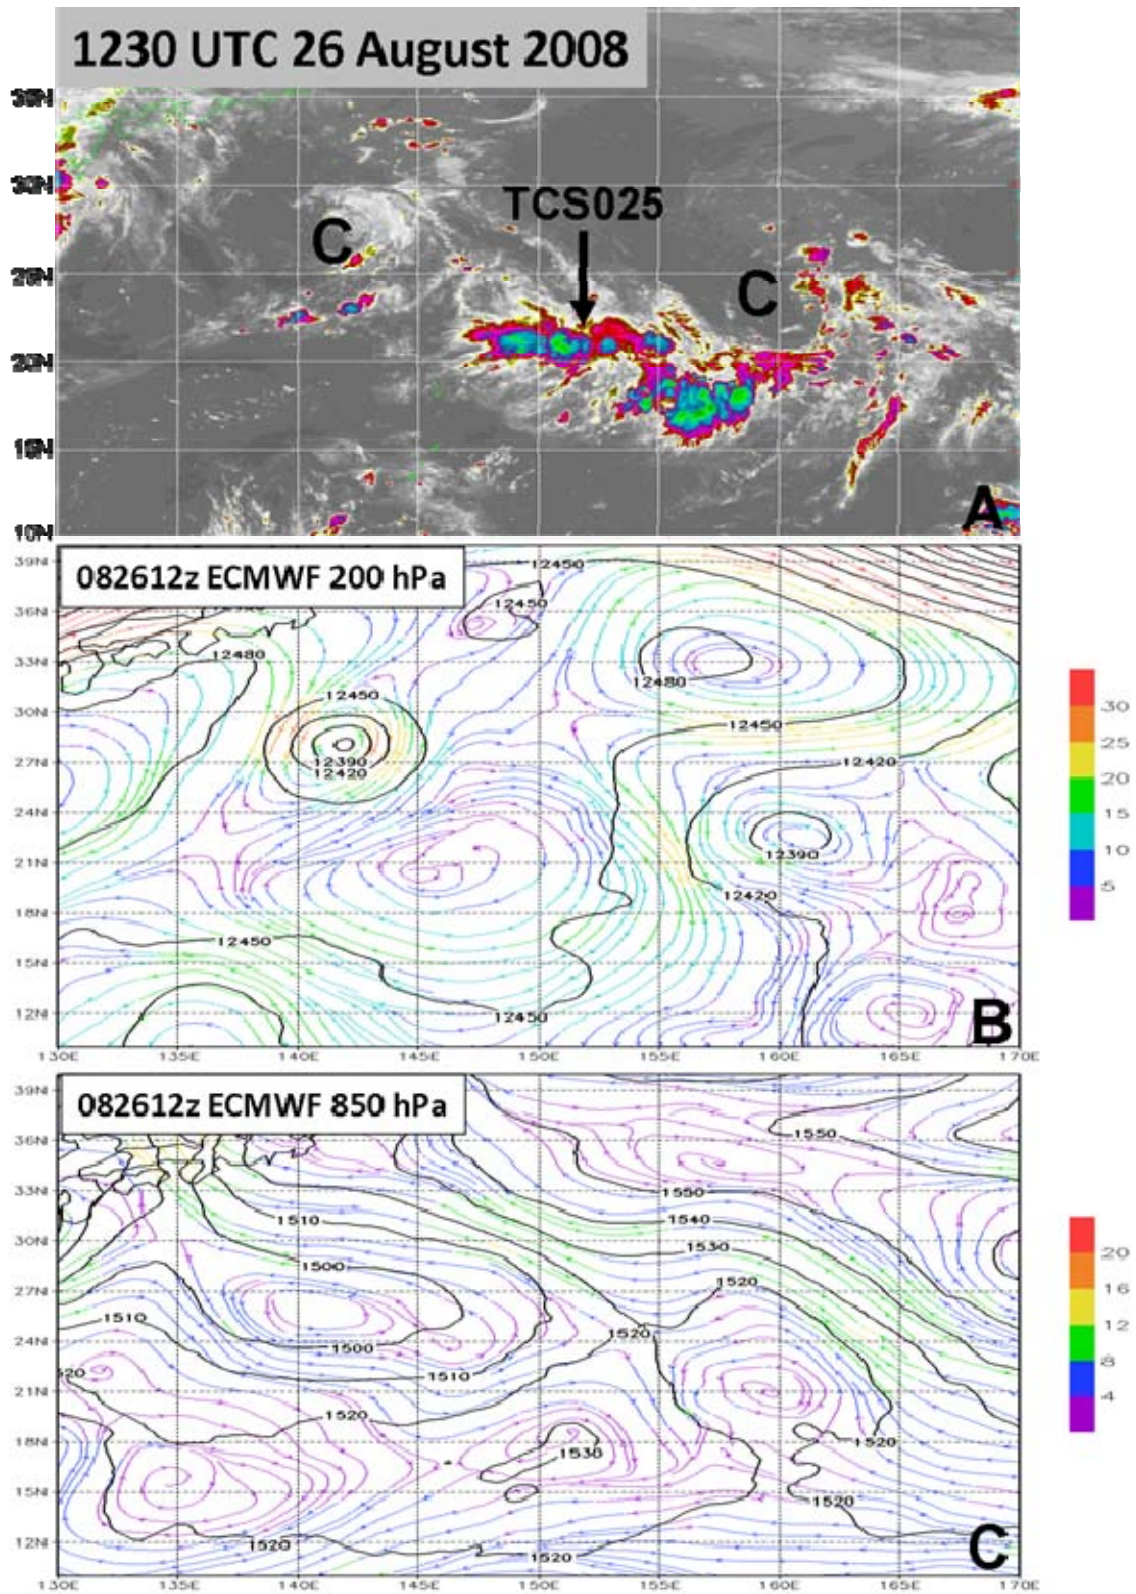 1230 UTC 26 August 2008
35N
30N
TCS025
C
25N
C
20N
15N
A
10N
39N
082612z ECMWF 200 hPa
12450
36N
12450
33N
12480
12480
12450
30N
12450
30
27N
12390
12420
12420
25
24N
20
21N
12390
15
18N
12420
10
12450
15N
5
12N
12450
B
130E 135E 140E 145E 150E 155E 160E 165E 170E
39N
082612z ECMWF 850 hPa
36N
1550
33N
1550
1510
1540
30N
1530
20
1500
27N
1520
16
1510
24N
1520
12
1500
1510
8
21N
4
1520
18N
1520
1530
15N
1520
12N
1520
1520
C
130E 135E 140E 145E 150E 155E 160E 165E 170E